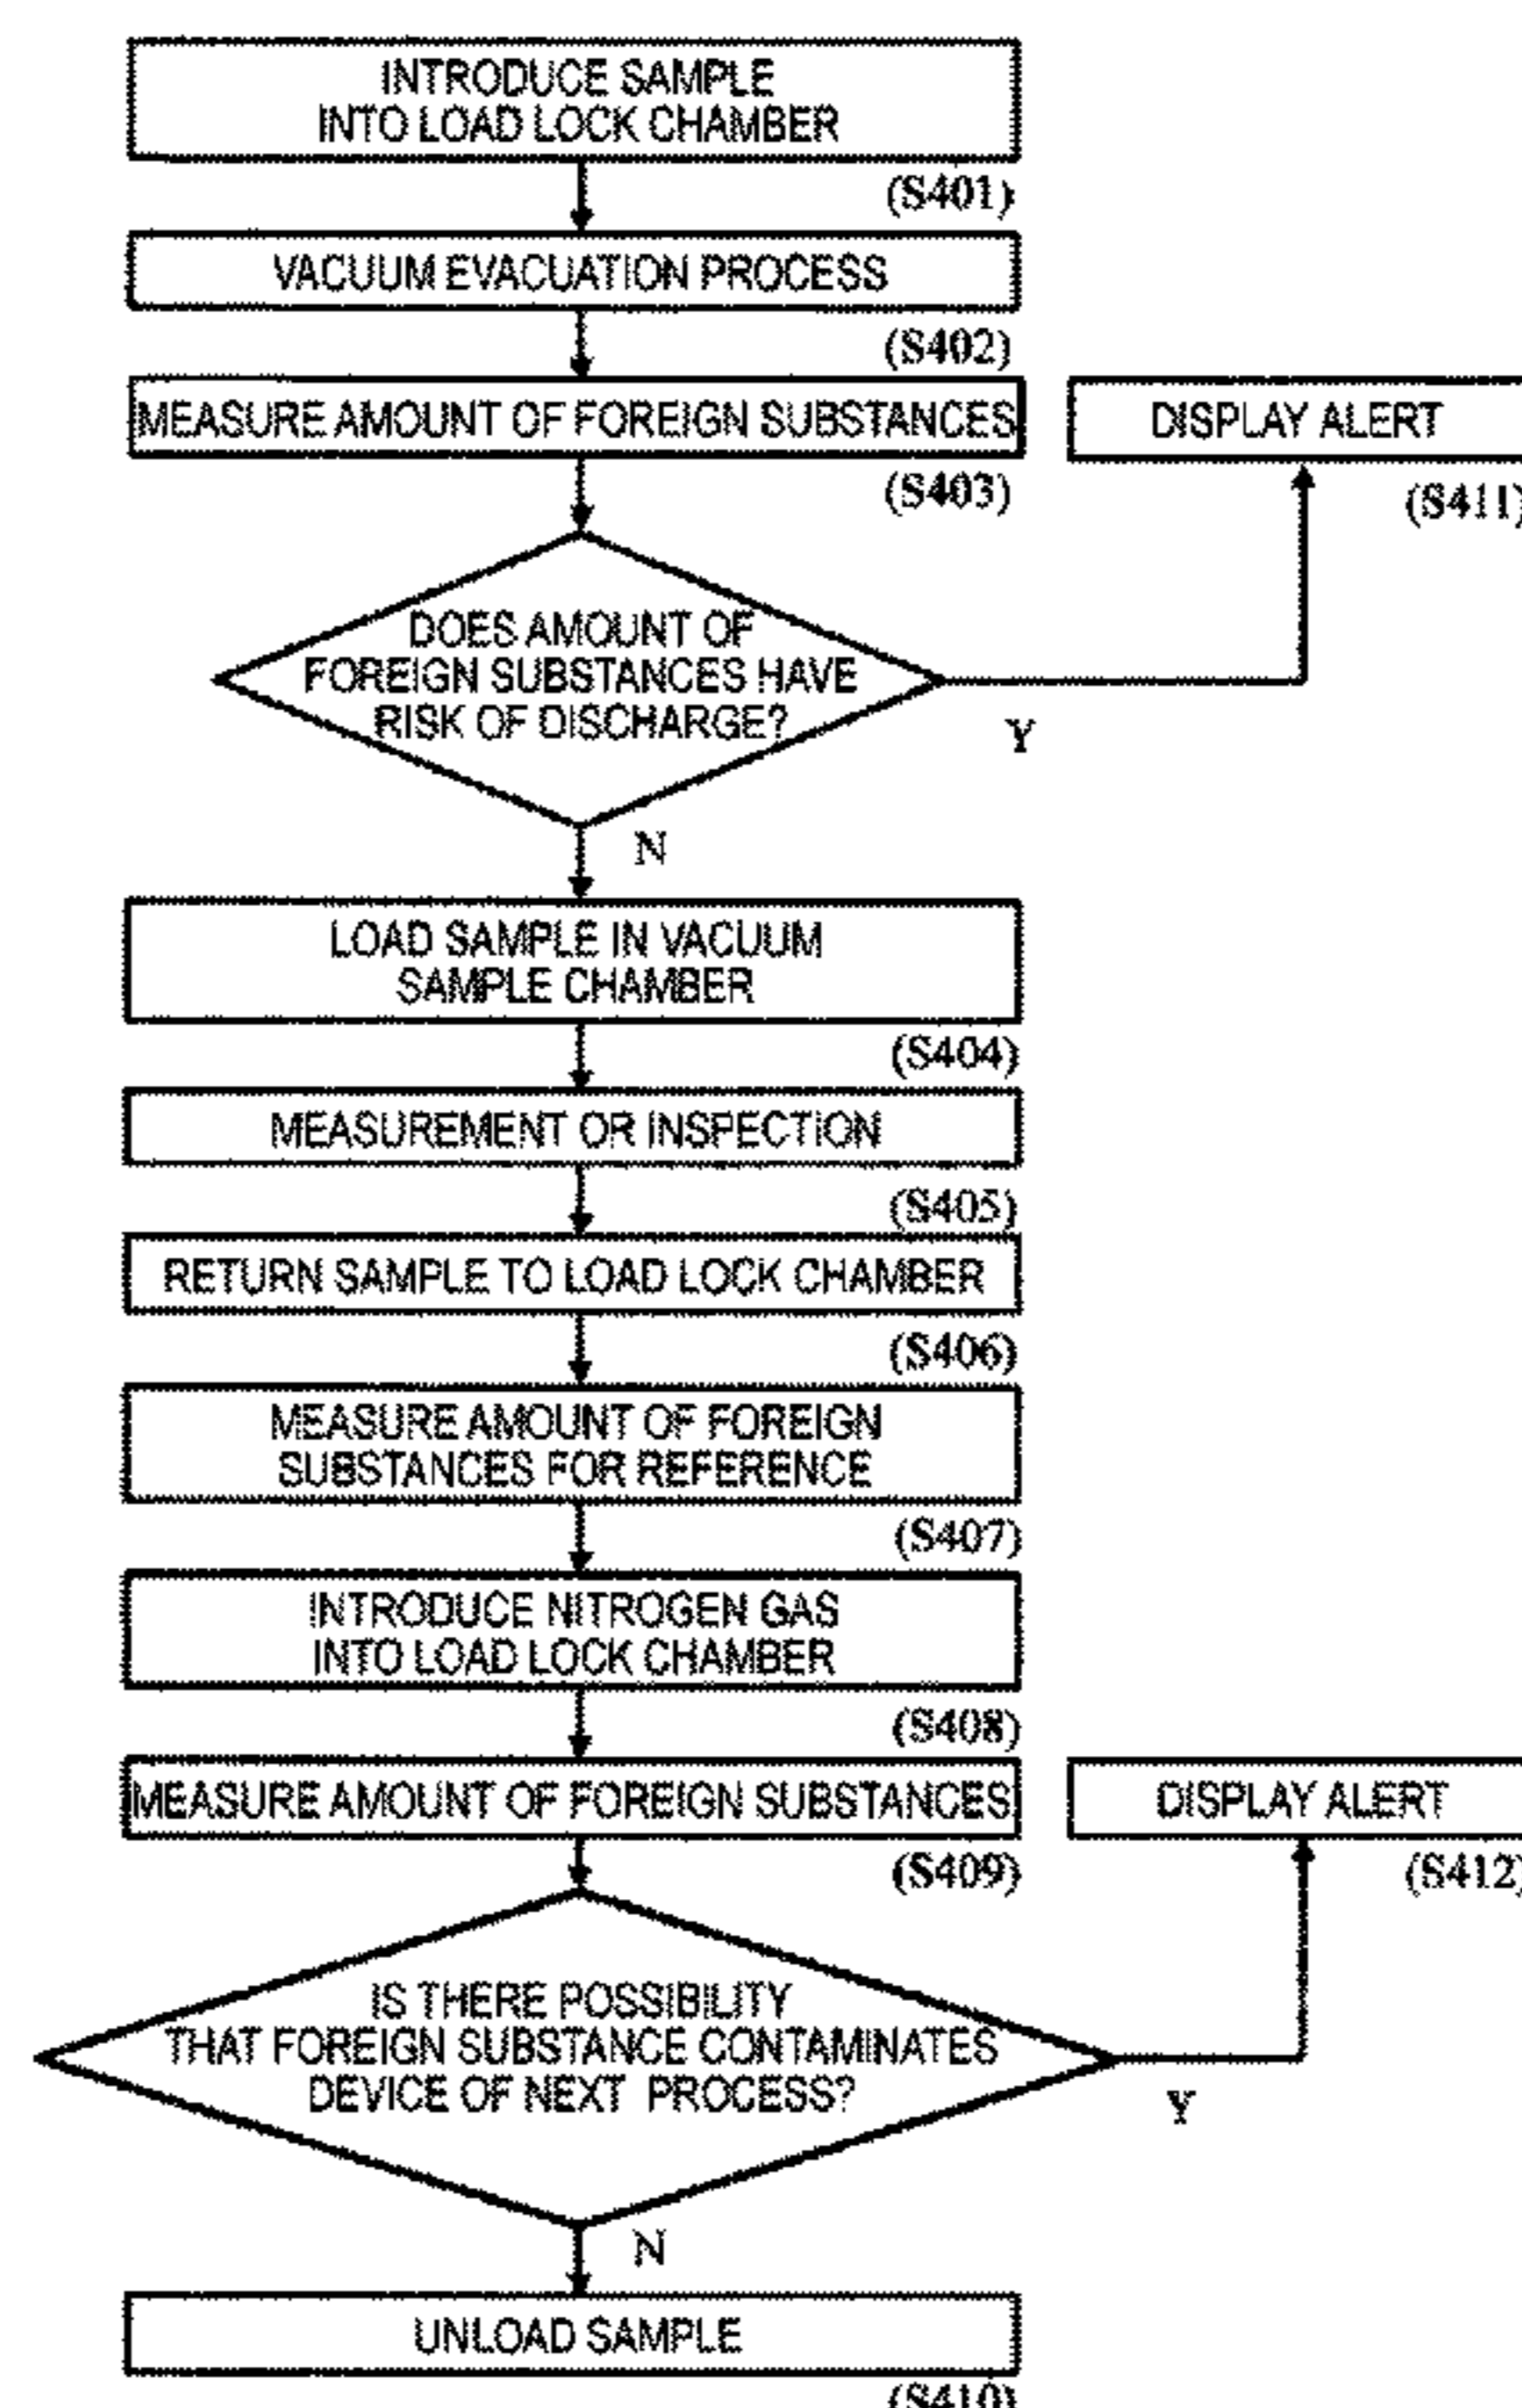 INTRODUCE SAMPLE
INTO LOAD LOCK CHAMBER
(S401)
VACUUM EVACUATION PROCESS
(S402)
MEASURE AMOUNT OF FOREIGN SUBSTANCES
(S403)
DISPLAY ALERT
(S411)
DOES AMOUNT OF
FOREIGN SUBSTANCES HAVE
RISK OF DISCHARGE?
Y
N
LOAD SAMPLE IN VACUUM
SAMPLE CHAMBER
(S404)
MEASUREMENT OR INSPECTION
(S405)
RETURN SAMPLE TO LOAD LOCK CHAMBER
(S406)
MEASURE AMOUNT OF FOREIGN
SUBSTANCES FOR REFERENCE
(S407)
INTRODUCE NITROGEN GAS
INTO LOAD LOCK CHAMBER
(S408)
MEASURE AMOUNT OF FOREIGN SUBSTANCES
(S409)
DISPLAY ALERT
(S412)
IS THERE POSSIBILITY
THAT FOREIGN SUBSTANCE CONTAMINATES
DEVICE OF NEXT PROCESS?
Y
N
UNLOAD SAMPLE
(S410)